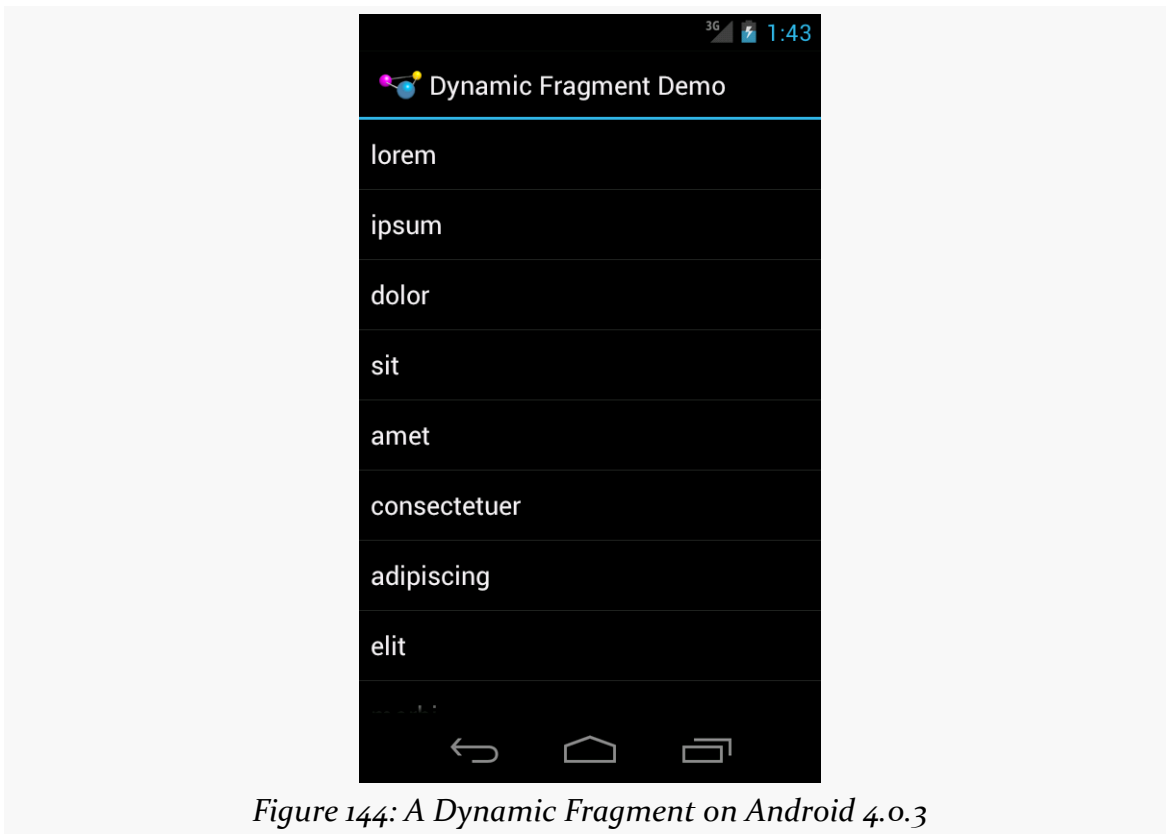 3G 1:43
Dynamic Fragment Demo
lorem
ipsum
dolor
sit
amet
consectetuer
adipiscing
elit
Figure 144: A Dynamic Fragment on Android 4.0.3